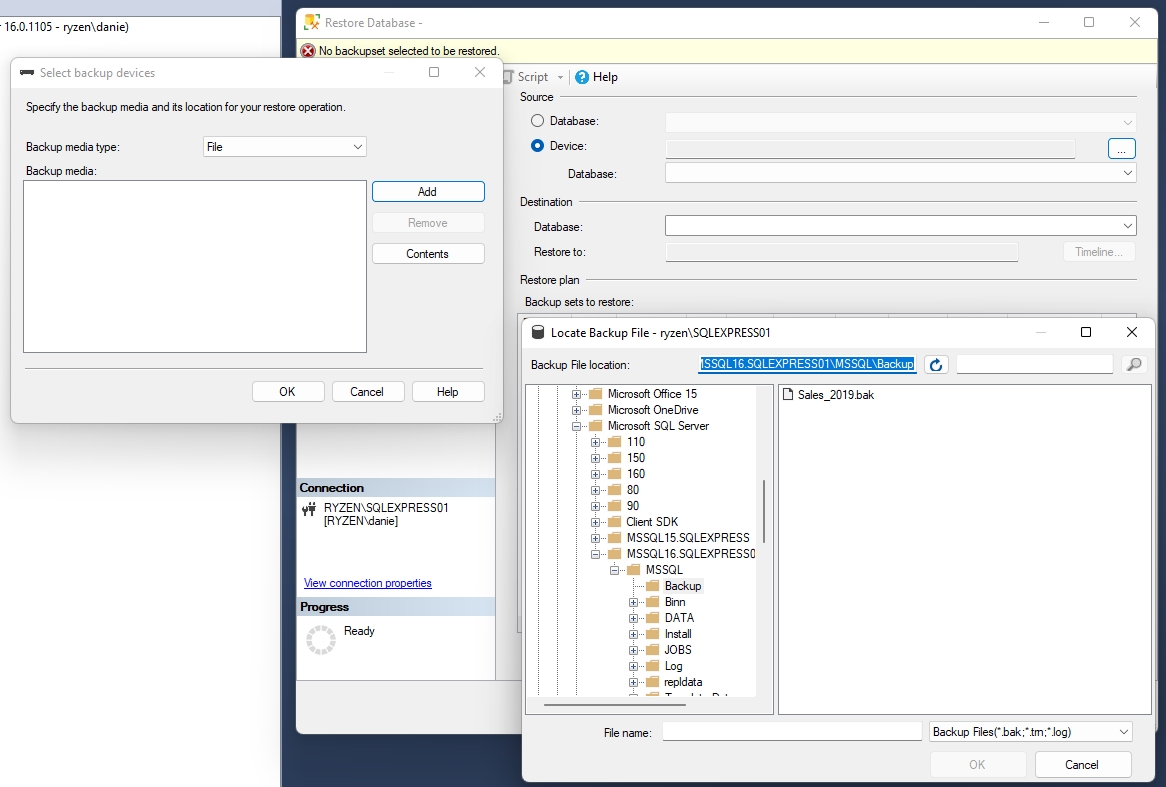 16.0.1105 - ryzen\danie)
Restore Database -
No backupset selected to be restored.
Script
Help
Source
Database:
Device:
...
Database:
Destination
Database:
Restore to:
Timeline...
Restore plan
Backup sets to restore:
Select backup devices
Specify the backup media and its location for your restore operation.
Backup media type:
File
Backup media:
Add
Remove
Contents
OK
Cancel
Help
Connection
RYZEN\SQLEXPRESS01
[RYZEN\danie]
View connection properties
Progress
Ready
Locate Backup File - ryzen\SQLEXPRESS01
Backup File location:
SSQL16.SQLEXPRESS01\MSSQL\Backup
Microsoft Office 15
Microsoft OneDrive
Microsoft SQL Server
110
150
160
80
90
Client SDK
MSSQL15.SQLEXPRESS
MSSQL16.SQLEXPRESS0
MSSQL
Backup
Binn
DATA
Install
JOBS
Log
repldata
Sales_2019.bak
File name:
Backup Files(*.bak;*.trn;*.log)
OK
Cancel